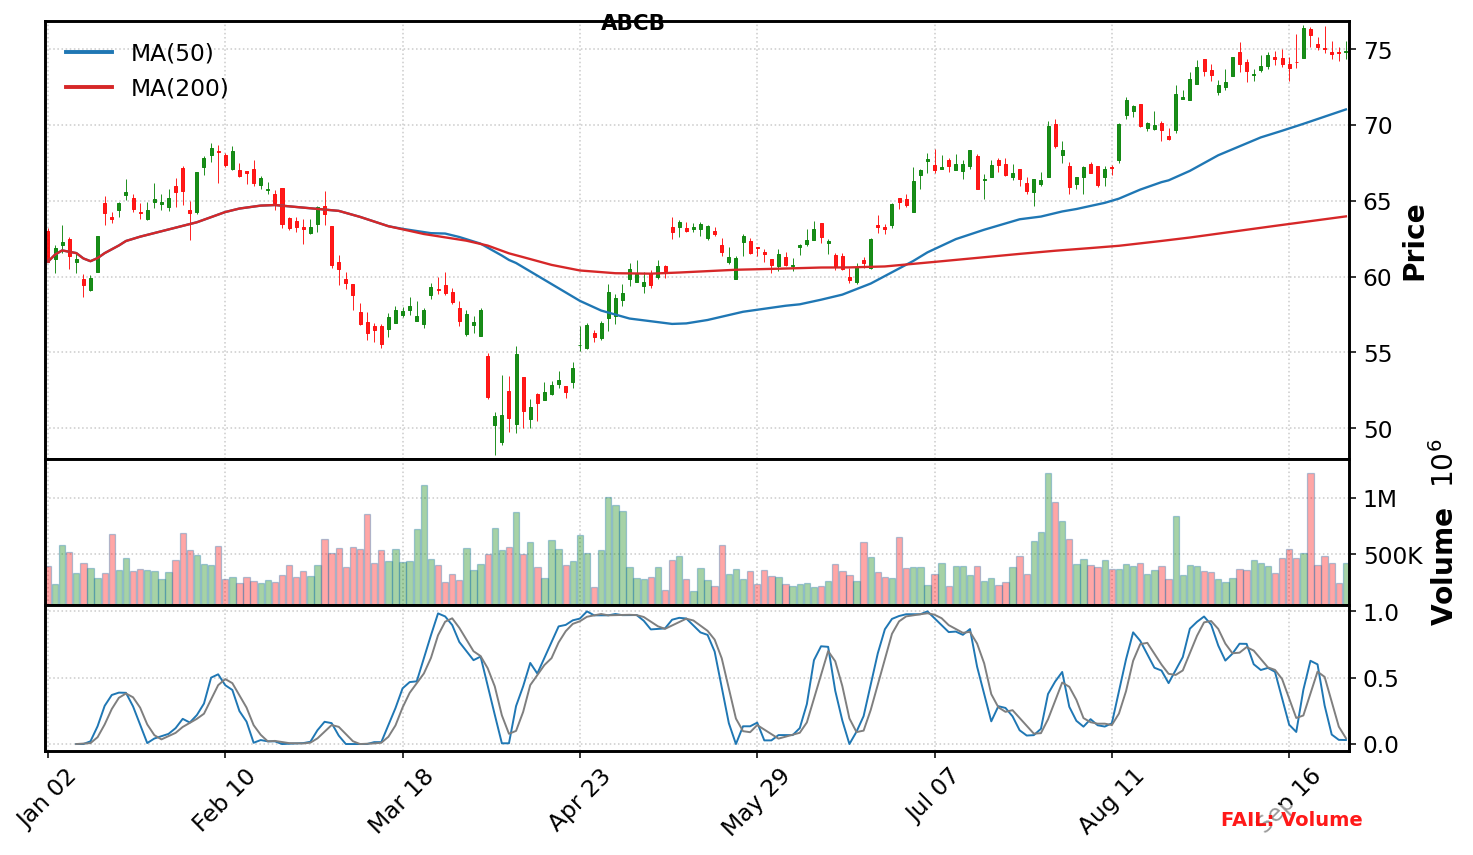 ABCB
MA(50)
MA(200)
75
70
65
60
55
50
Price
1M
500K
Volume 10^6
1.0
0.5
0.0
Jan 02
Feb 10
Mar 18
Apr 23
May 29
Jul 07
Aug 11
Sep 16
FAIL: Volume